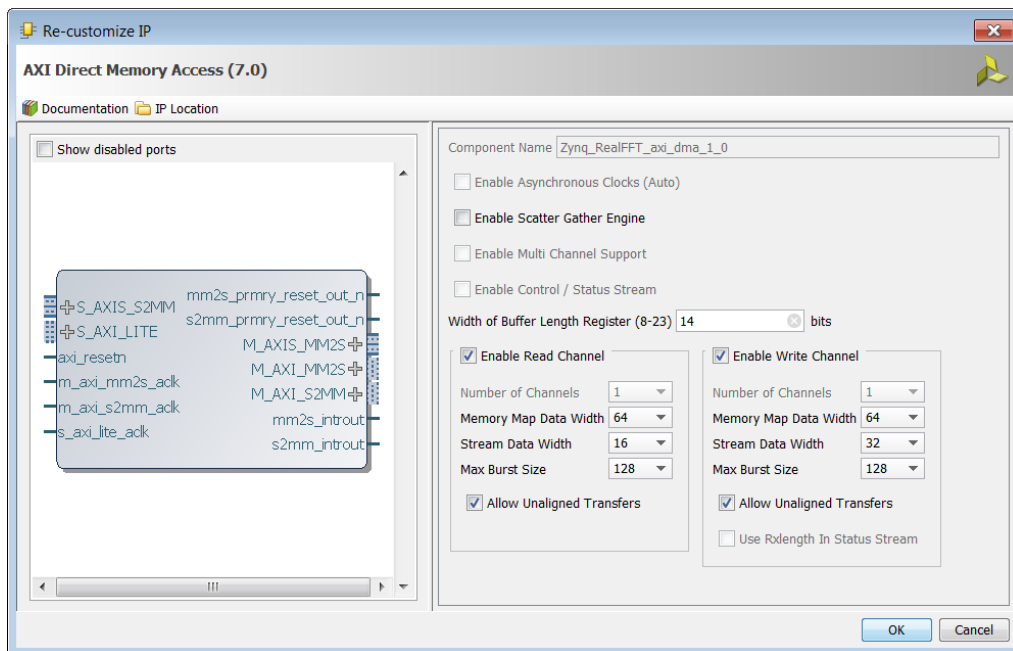 Re-customize IP
AXI Direct Memory Access (7.0)
Documentation IP Location
Show disabled ports
S_AXIS_S2MM
S_AXI_LITE
axi_resetn
m_axi_mm2s_aclk
m_axi_s2mm_aclk
s_axi_lite_aclk
mm2s_prmry_reset_out_n
s2mm_prmry_reset_out_n
M_AXIS_MM2S
M_AXI_MM2S
M_AXI_S2MM
mm2s_introut
s2mm_introut
Component Name Zynq_RealFFT_axi_dma_1_0
Enable Asynchronous Clocks (Auto)
Enable Scatter Gather Engine
Enable Multi Channel Support
Enable Control / Status Stream
Width of Buffer Length Register (8-23) 14 bits
Enable Read Channel
Number of Channels 1
Memory Map Data Width 64
Stream Data Width 16
Max Burst Size 128
Allow Unaligned Transfers
Enable Write Channel
Number of Channels 1
Memory Map Data Width 64
Stream Data Width 32
Max Burst Size 128
Allow Unaligned Transfers
Use Rxlength In Status Stream
OK Cancel